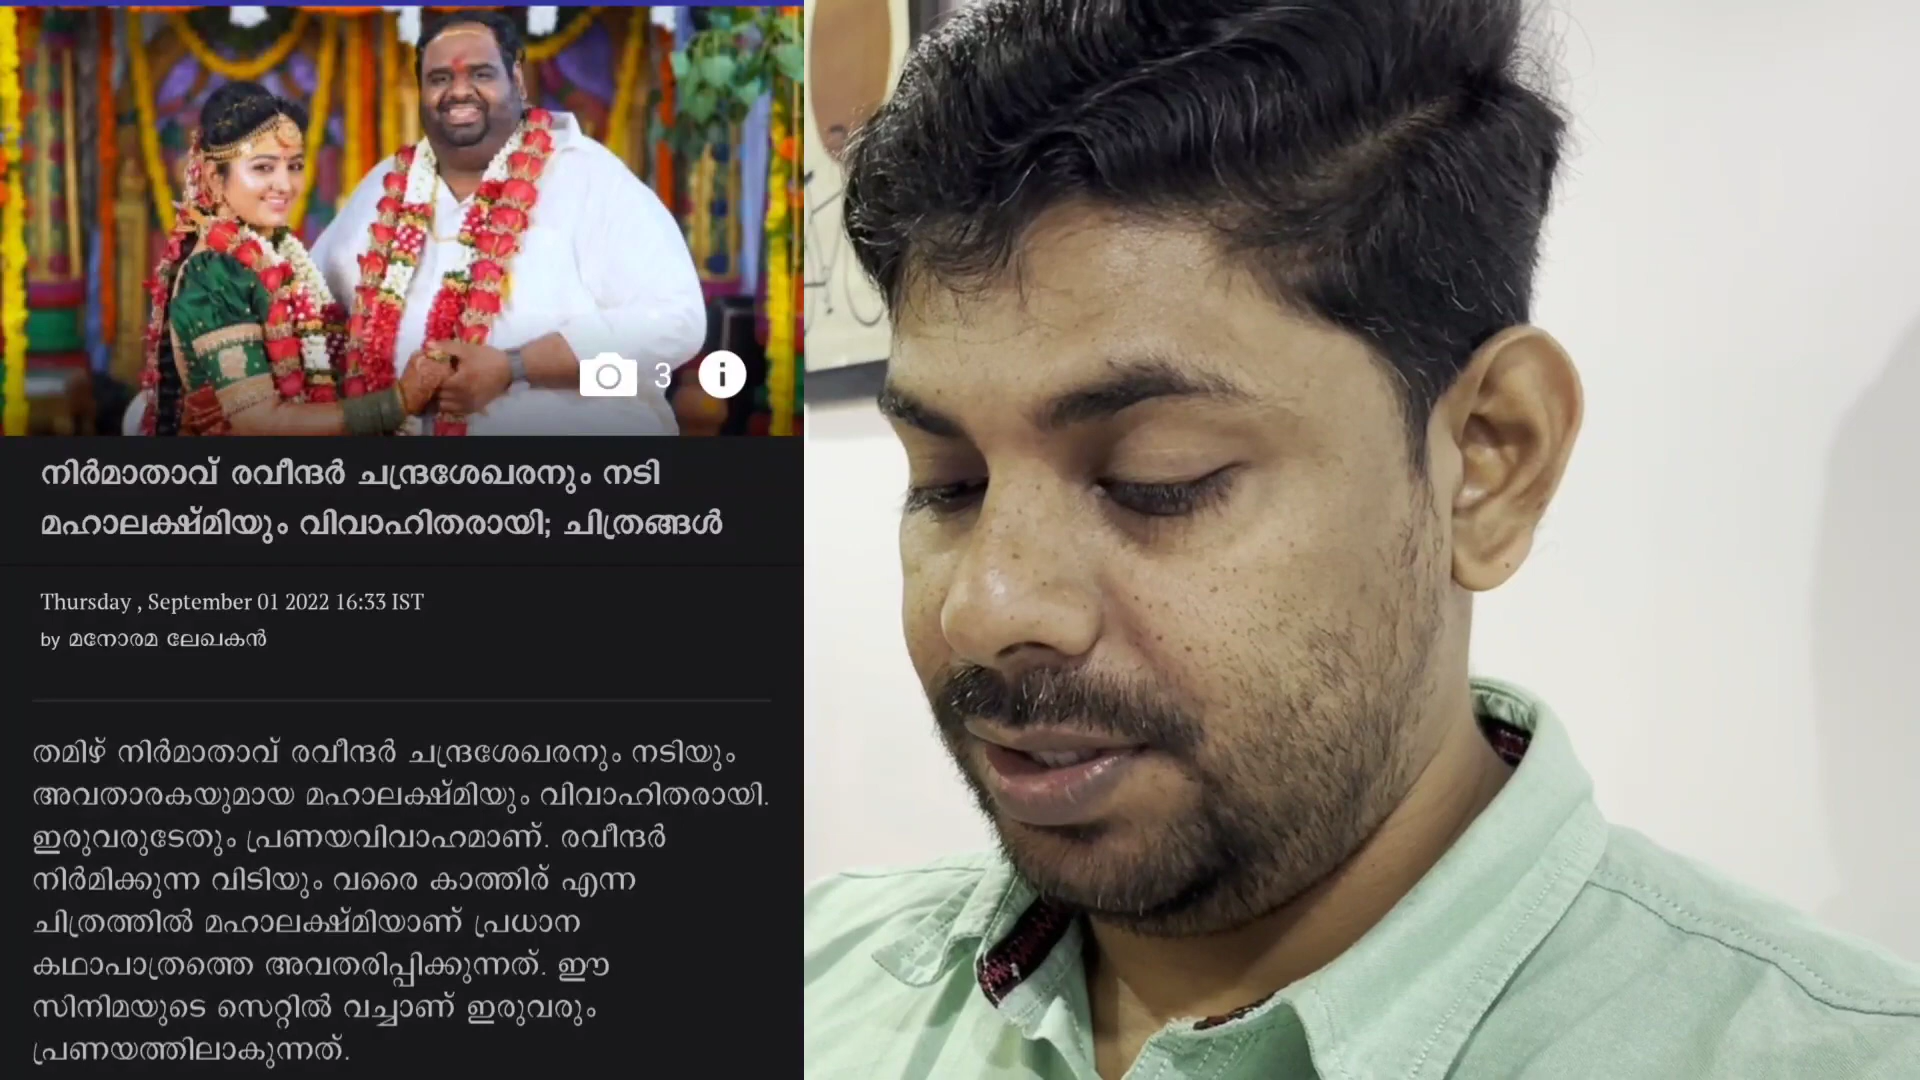 3
നിർമാതാവ് രവീന്ദർ ചന്ദ്രശേഖരനും നടി
മഹാലക്ഷ്മിയും വിവാഹിതരായി; ചിത്രങ്ങൾ
Thursday , September 01 2022 16:33 IST
by മനോരമ ലേഖകൻ
തമിഴ് നിർമാതാവ് രവീന്ദർ ചന്ദ്രശേഖരനും നടിയും
അവതാരകയുമായ മഹാലക്ഷ്മിയും വിവാഹിതരായി.
ഇരുവരുടേതും പ്രണയവിവാഹമാണ്. രവീന്ദർ
നിർമിക്കുന്ന വിടിയും വരൈ കാത്തിര് എന്ന
ചിത്രത്തിൽ മഹാലക്ഷ്മിയാണ് പ്രധാന
കഥാപാത്രത്തെ അവതരിപ്പിക്കുന്നത്. ഈ
സിനിമയുടെ സെറ്റിൽ വച്ചാണ് ഇരുവരും
പ്രണയത്തിലാകുന്നത്.